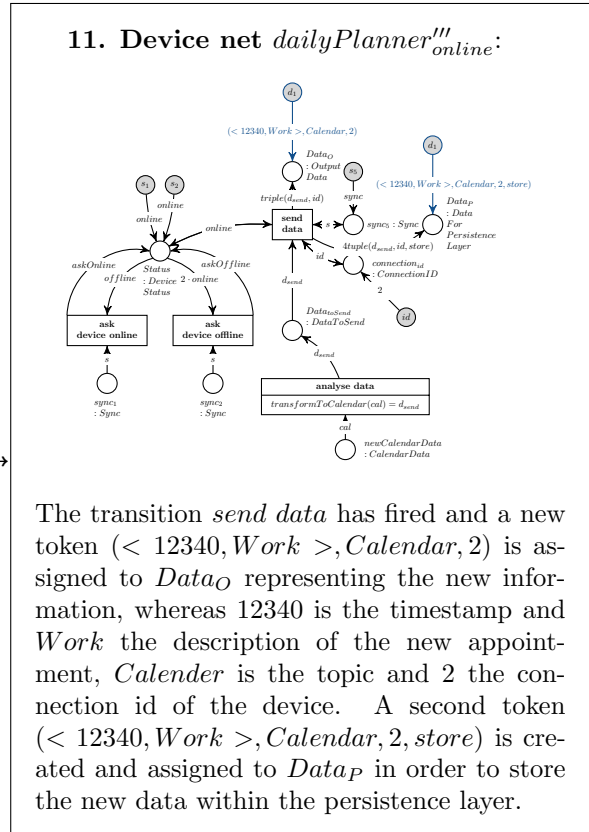 11. Device net dailyPlanner'''online:
d1
(< 12340, Work >, Calendar, 2)
d1
DataO
: Output
Data
s1
s2
s5
(< 12340, Work >, Calendar, 2, store)
online
online
triple(dsend, id)
sync
DataP
: Data
For
Persistence
Layer
online
send
data
s
sync5 : Sync
4tuple(dsend, id, store)
askOnline
offline
Status
: Device
Status
2 · online
askOffline
id
connectionid
: ConnectionID
2
dsend
id
ask
device online
ask
device offline
DatatoSend
: DataToSend
s
s
dsend
sync1
: Sync
sync2
: Sync
analyse data
transformToCalendar(cal) = dsend
cal
newCalendarData
: CalendarData
The transition send data has fired and a new
token (< 12340, Work >, Calendar, 2) is as-
signed to DataO representing the new infor-
mation, whereas 12340 is the timestamp and
Work the description of the new appoint-
ment, Calender is the topic and 2 the con-
nection id of the device. A second token
(< 12340, Work >, Calendar, 2, store) is cre-
ated and assigned to DataP in order to store
the new data within the persistence layer.